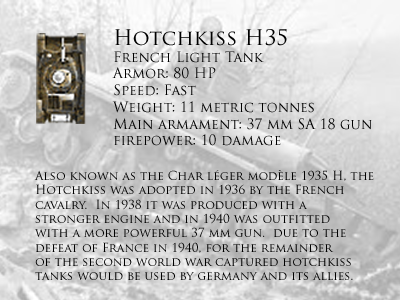 Hotchkiss H35
French Light Tank
Armor: 80 HP
Speed: Fast
Weight: 11 metric tonnes
Main armament: 37 mm SA 18 gun
firepower: 10 damage
Also known as the Char léger modèle 1935 H, the
Hotchkiss was adopted in 1936 by the French
cavalry. In 1938 it was produced with a
stronger engine and in 1940 was outfitted
with a more powerful 37 mm gun. due to the
defeat of France in 1940, for the remainder
of the second world war captured hotchkiss
tanks would be used by germany and its allies.